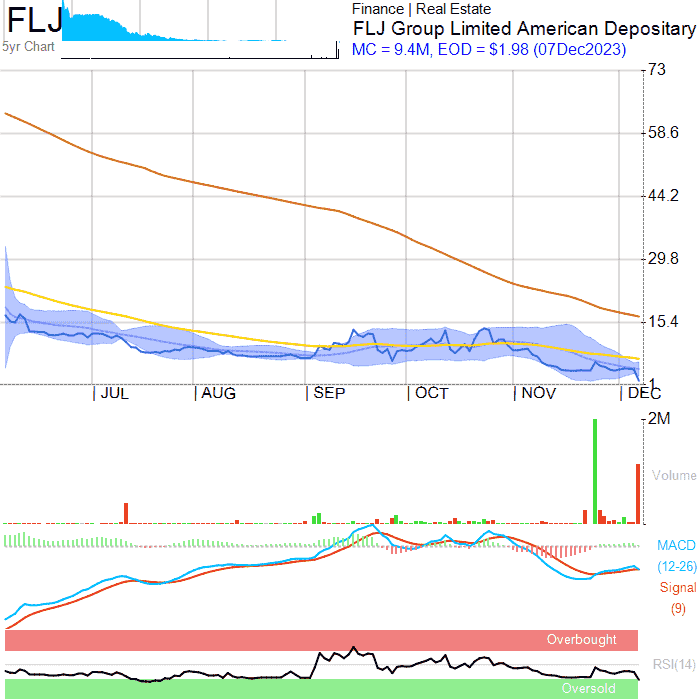 FLJ
5yr Chart
Finance | Real Estate
FLJ Group Limited American Depositary
MC = 9.4M, EOD = $1.98 (07Dec2023)
73
58.6
44.2
29.8
15.4
1
JUL AUG SEP OCT NOV DEC
2M
Volume
MACD
(12-26)
Signal
(9)
Overbought
RSI(14)
Oversold